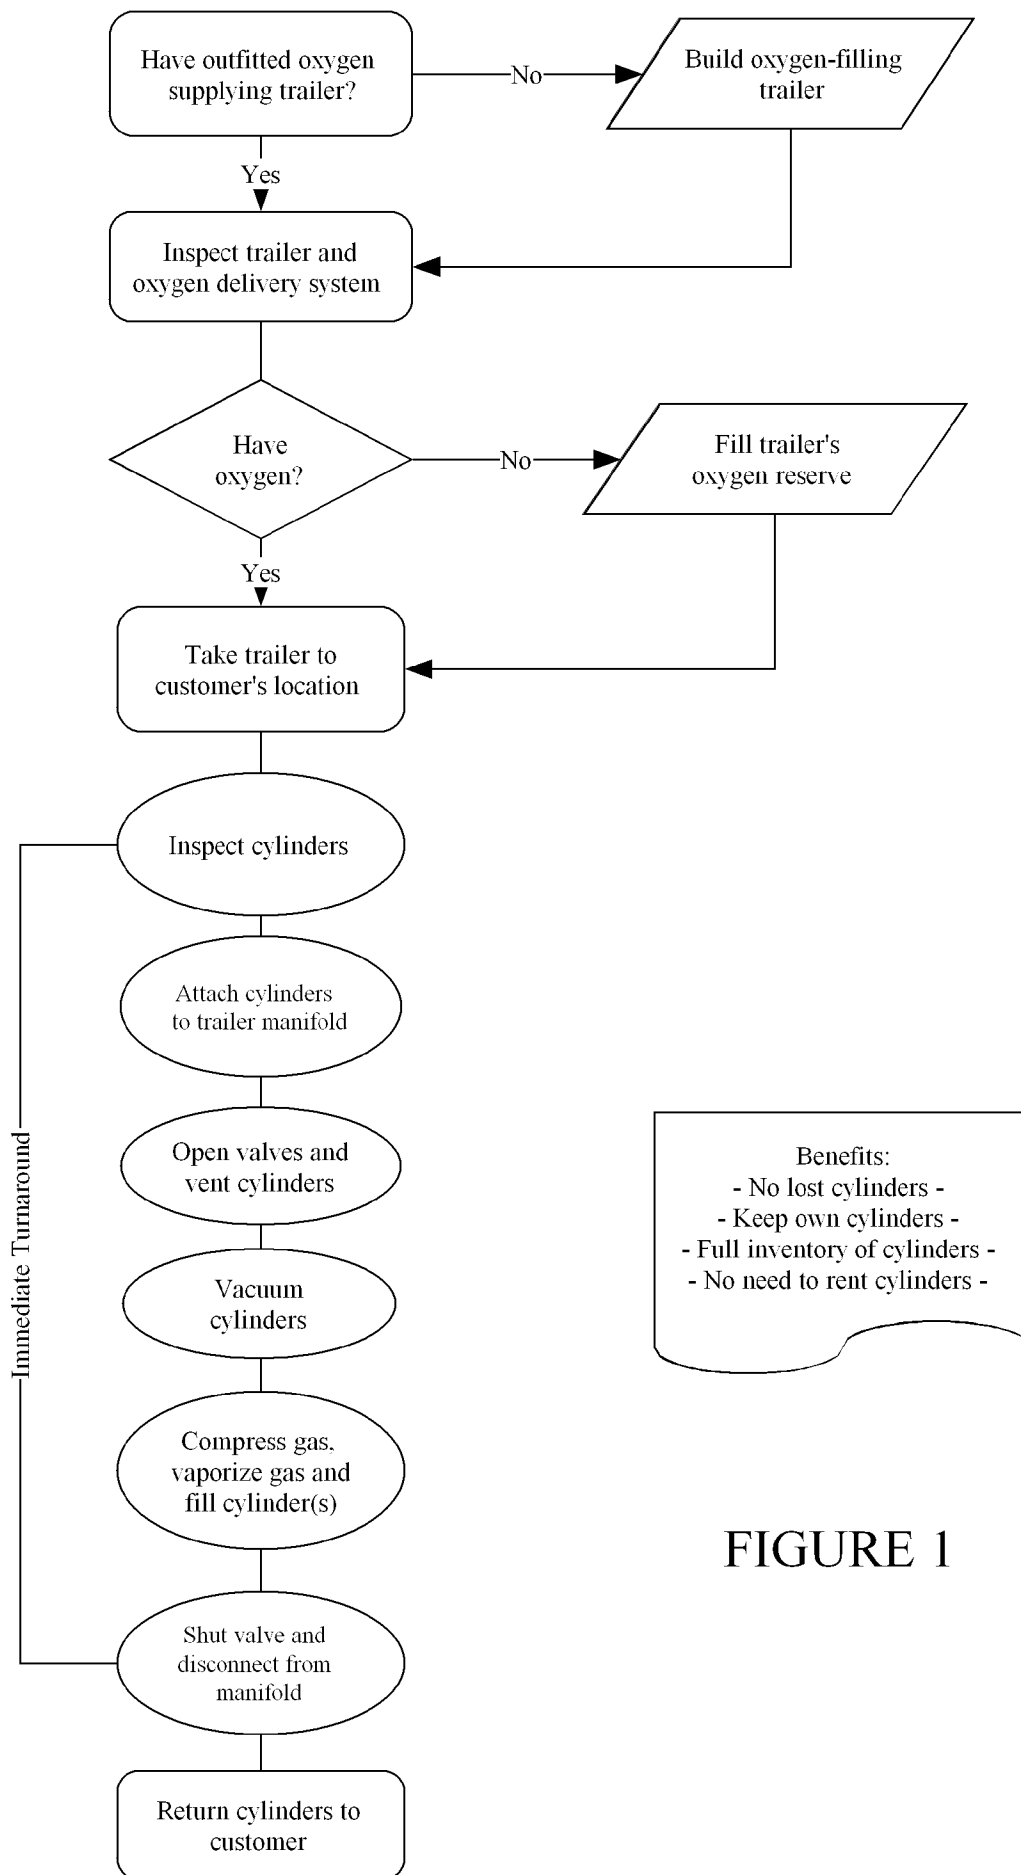 Have outfitted oxygen
supplying trailer?
No
Build oxygen-filling
trailer
Yes
Inspect trailer and
oxygen delivery system
Have
oxygen?
No
Fill trailer's
oxygen reserve
Yes
Take trailer to
customer's location
Inspect cylinders
Attach cylinders
to trailer manifold
Open valves and
vent cylinders
Vacuum
cylinders
Compress gas,
vaporize gas and
fill cylinder(s)
Shut valve and
disconnect from
manifold
Return cylinders to
customer
Immediate Turnaround
Benefits:
- No lost cylinders -
- Keep own cylinders -
- Full inventory of cylinders -
- No need to rent cylinders -
FIGURE 1